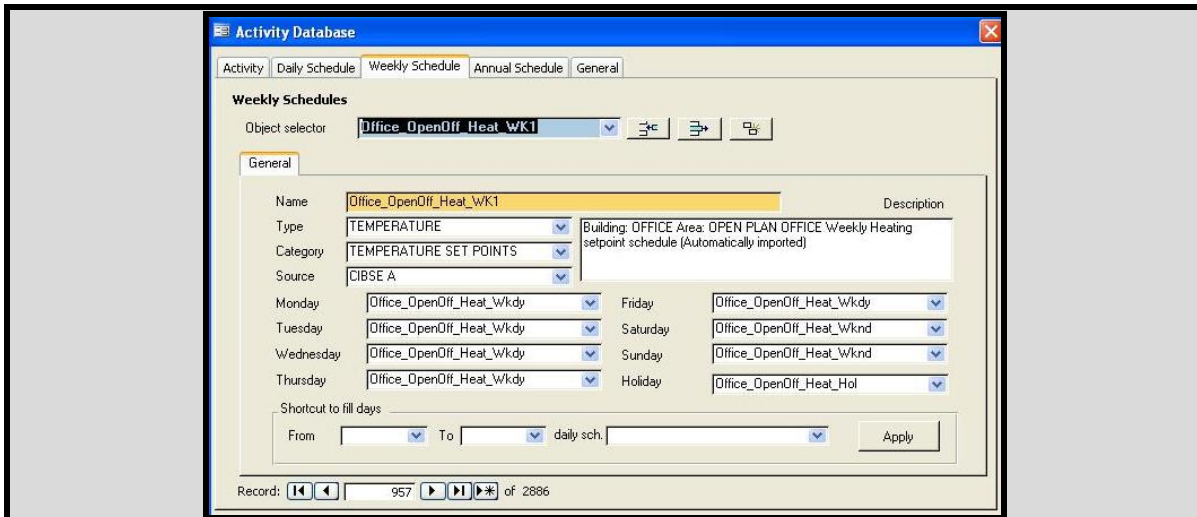 Activity Database
Activity Daily Schedule Weekly Schedule Annual Schedule General
Weekly Schedules
Object selector Office_OpenOff_Heat_WK1
General
Name Office_OpenOff_Heat_WK1 Description
Type TEMPERATURE Building: OFFICE Area: OPEN PLAN OFFICE Weekly Heating
Category TEMPERATURE SET POINTS setpoint schedule (Automatically imported)
Source CIBSE A
Monday Office_OpenOff_Heat_Wkdy Friday Office_OpenOff_Heat_Wkdy
Tuesday Office_OpenOff_Heat_Wkdy Saturday Office_OpenOff_Heat_Wknd
Wednesday Office_OpenOff_Heat_Wkdy Sunday Office_OpenOff_Heat_Wknd
Thursday Office_OpenOff_Heat_Wkdy Holiday Office_OpenOff_Heat_Hol
Shortcut to fill days
From To daily sch. Apply
Record: 957 of 2886